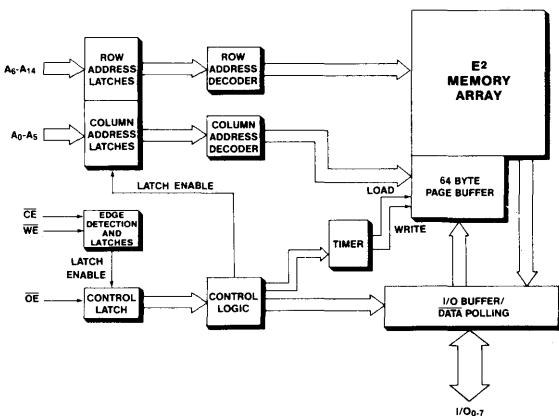 A6-A14
ROW
ADDRESS
LATCHES
ROW
ADDRESS
DECODER
E²
MEMORY
ARRAY
A0-A5
COLUMN
ADDRESS
LATCHES
COLUMN
ADDRESS
DECODER
64 BYTE
PAGE BUFFER
LATCH ENABLE
LOAD
WRITE
CE
WE
EDGE
DETECTION
AND
LATCHES
TIMER
LATCH
ENABLE
OE
CONTROL
LATCH
CONTROL
LOGIC
I/O BUFFER/
DATA POLLING
I/O0-7